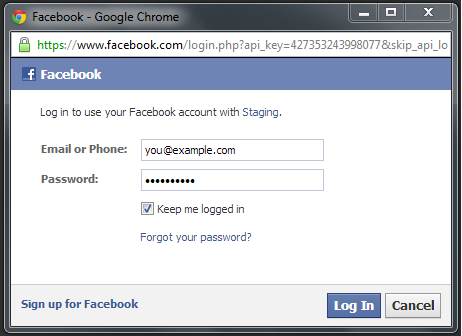 Facebook - Google Chrome
https://www.facebook.com/login.php?api_key=427353243998077&skip_api_lo
f Facebook
Log in to use your Facebook account with Staging.
Email or Phone: you@example.com
Password: ••••••••••
Keep me logged in
Forgot your password?
Sign up for Facebook Log In Cancel